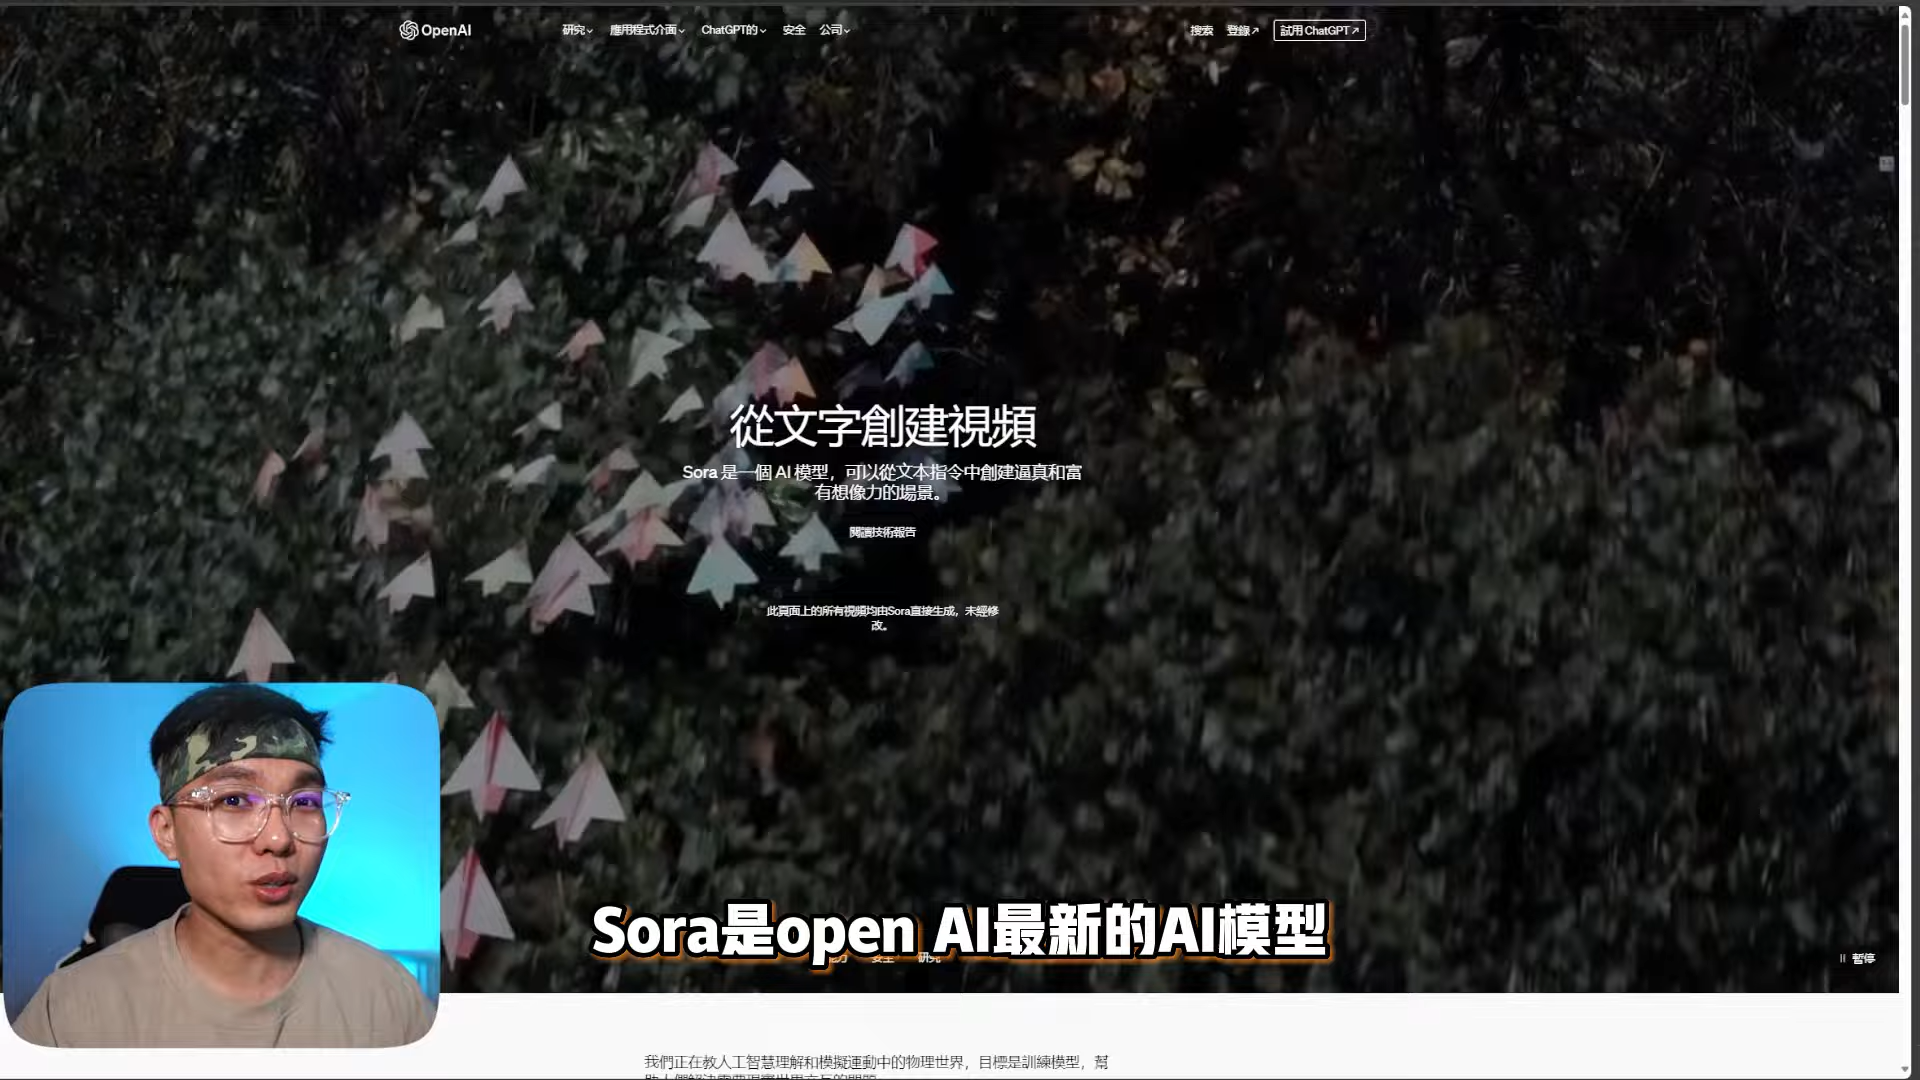 OpenAI
研究 應用程式介面 ChatGPT的 安全 公司
搜索 登錄↗ 試用 ChatGPT↗
從文字創建視頻
Sora 是一個 AI 模型，可以從文本指令中創建逼真和富
有想像力的場景。
閱讀技術報告
此頁面上的所有視頻均由Sora直接生成，未經修
改。
Sora是open AI最新的AI模型
能力 安全 研究
暫停
我們正在教人工智慧理解和模擬運動中的物理世界，目標是訓練模型，幫